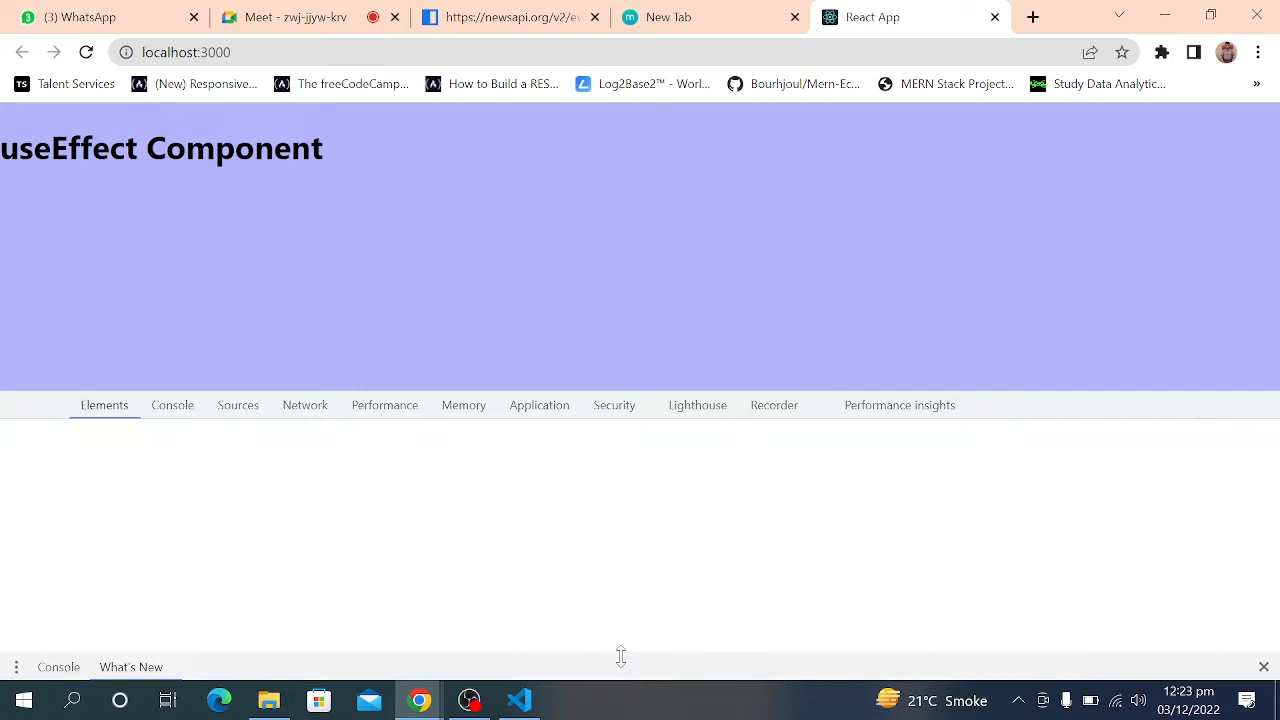 (3) WhatsApp
Meet - zwj-jjyw-krv
https://newsapi.org/v2/ev
New Tab
React App
localhost:3000
TS Talent Services
(New) Responsive...
The freeCodeCamp...
How to Build a RES...
Log2Base2™ - Worl...
Bourhjoul/Mern-Ec...
MERN Stack Project...
Study Data Analytic...
»
useEffect Component
Elements Console Sources Network Performance Memory Application Security Lighthouse Recorder Performance insights
Console What's New
21°C Smoke
12:23 pm
03/12/2022